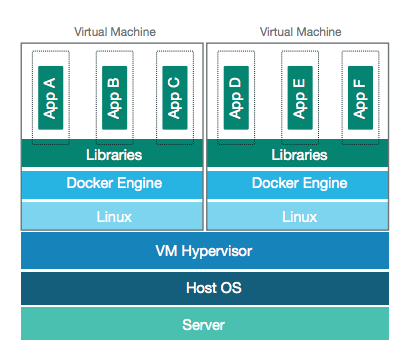 Virtual Machine
Virtual Machine
App A
App B
App C
App D
App E
App F
Libraries
Libraries
Docker Engine
Docker Engine
Linux
Linux
VM Hypervisor
Host OS
Server